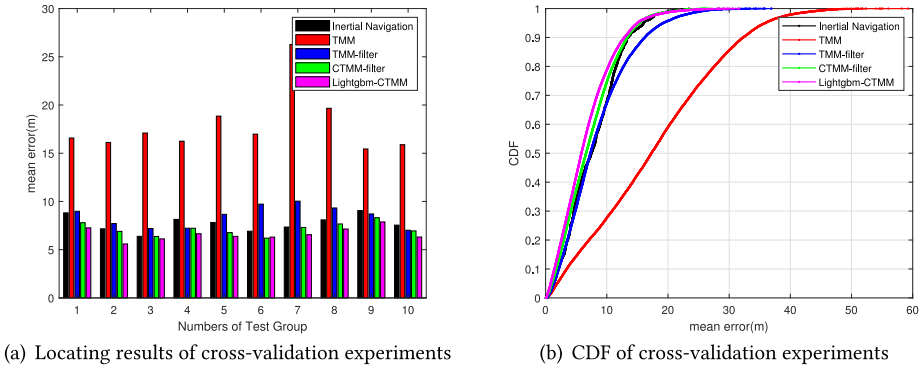 30
25
20
15
10
5
0
mean error(m)
Inertial Navigation
TMM
TMM-filter
CTMM-filter
Lightgbm-CTMM
1 2 3 4 5 6 7 8 9 10
Numbers of Test Group
(a) Locating results of cross-validation experiments
1
0.9
0.8
0.7
0.6
0.5
0.4
0.3
0.2
0.1
0
CDF
Inertial Navigation
TMM
TMM-filter
CTMM-filter
Lightgbm-CTMM
0 10 20 30 40 50 60
mean error(m)
(b) CDF of cross-validation experiments